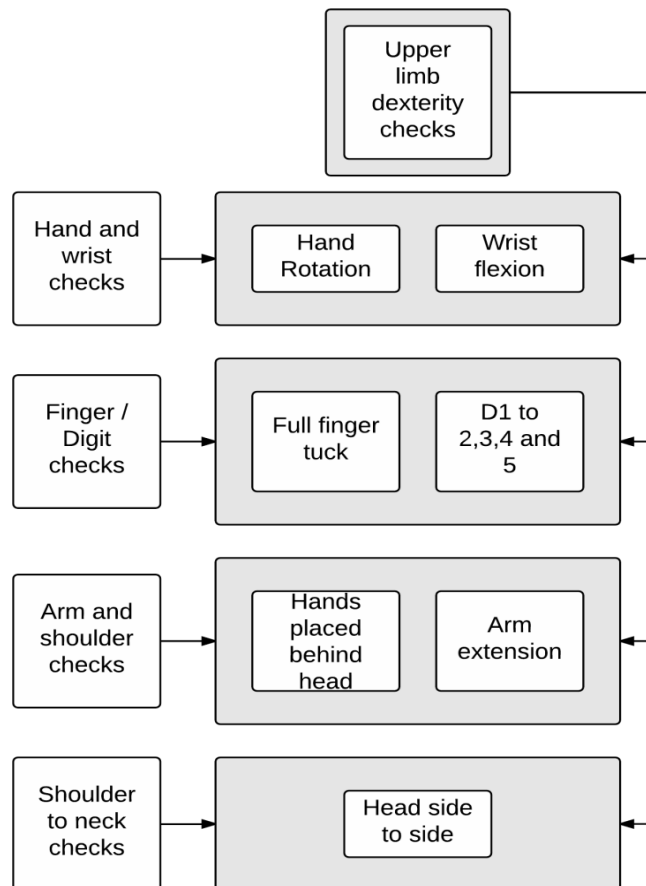 Upper
limb
dexterity
checks
Hand and
wrist
checks
Hand
Rotation
Wrist
flexion
Finger /
Digit
checks
Full finger
tuck
D1 to
2,3,4 and
5
Arm and
shoulder
checks
Hands
placed
behind
head
Arm
extension
Shoulder
to neck
checks
Head side
to side